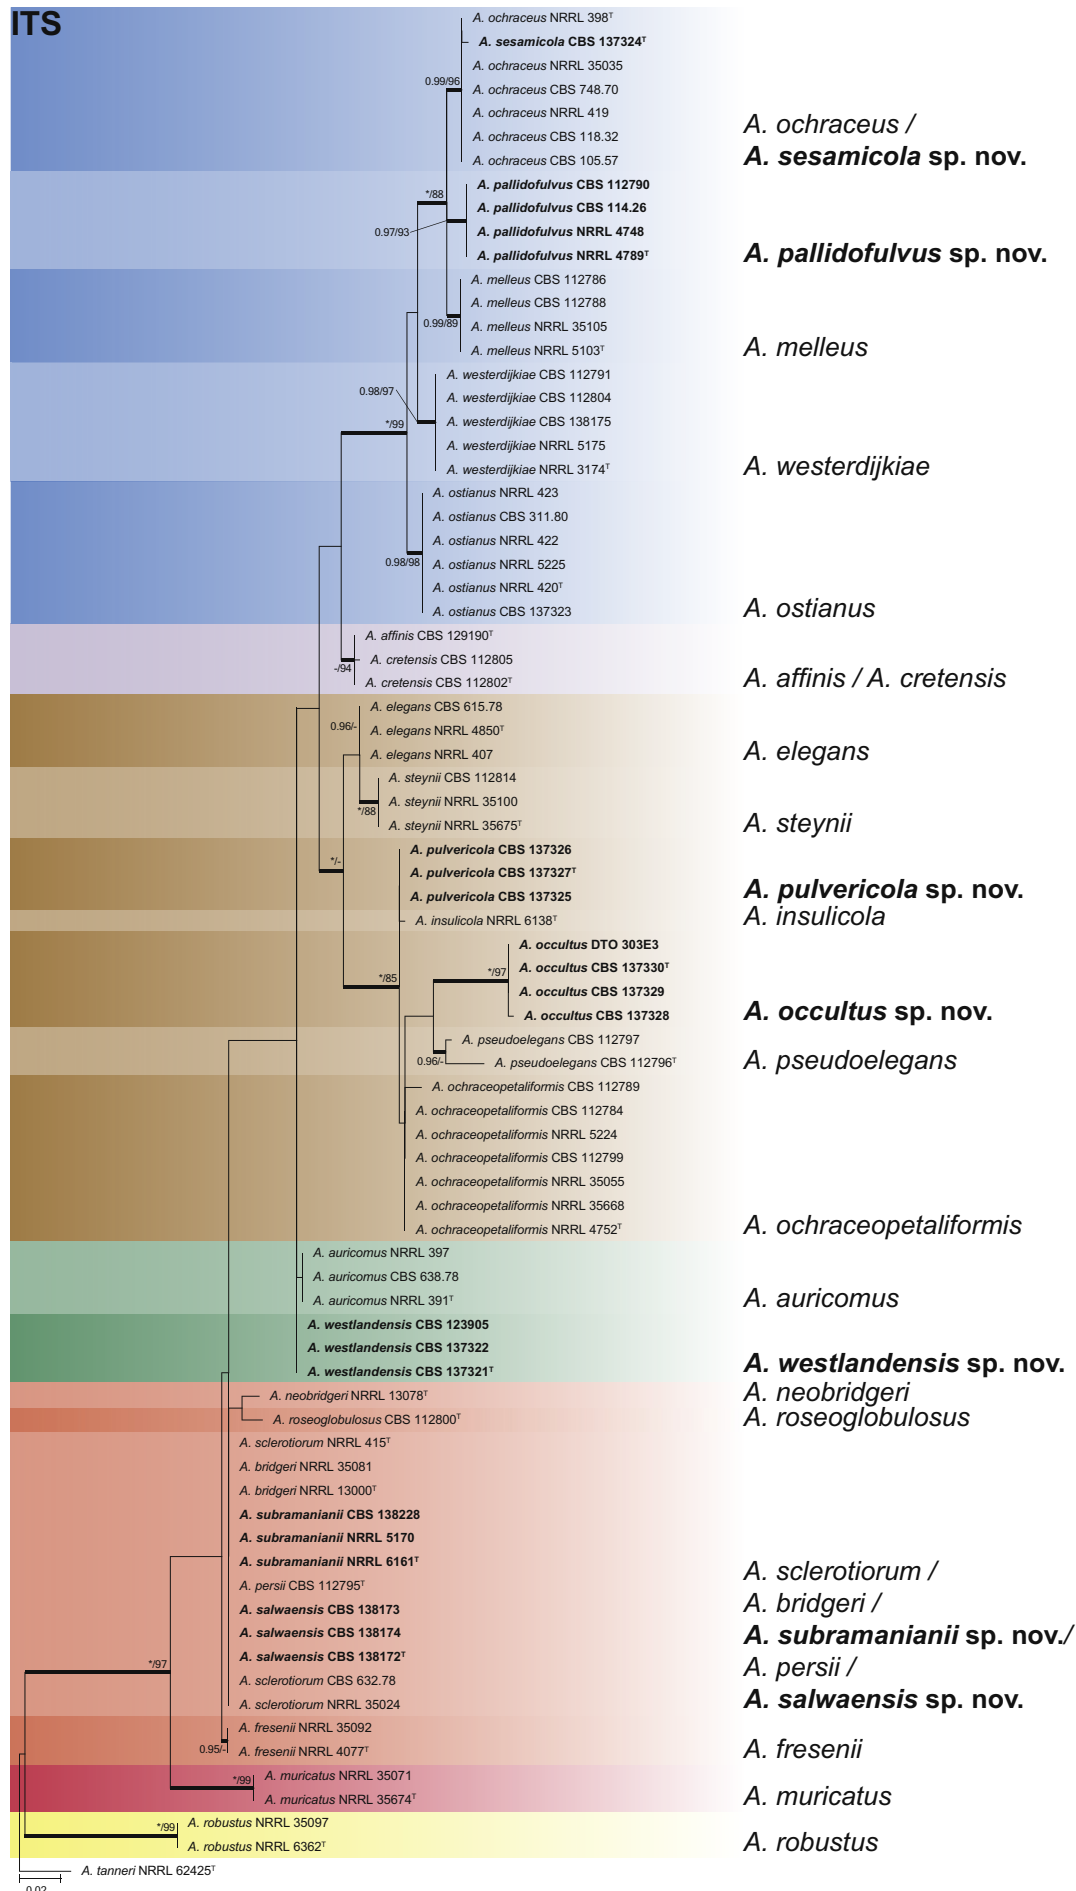 ITS
A. ochraceus NRRL 398ᵀ
A. sesamicola CBS 137324ᵀ
A. ochraceus NRRL 35035
0.99/96
A. ochraceus CBS 748.70
A. ochraceus NRRL 419
A. ochraceus CBS 118.32
A. ochraceus CBS 105.57
A. ochraceus /
A. sesamicola sp. nov.
A. pallidofulvus CBS 112790
*/88
A. pallidofulvus CBS 114.26
0.97/93
A. pallidofulvus NRRL 4748
A. pallidofulvus NRRL 4789ᵀ
A. pallidofulvus sp. nov.
A. melleus CBS 112786
A. melleus CBS 112788
0.99/89
A. melleus NRRL 35105
A. melleus NRRL 5103ᵀ
A. melleus
A. westerdijkiae CBS 112791
0.98/97
A. westerdijkiae CBS 112804
A. westerdijkiae CBS 138175
*/99
A. westerdijkiae NRRL 5175
A. westerdijkiae NRRL 3174ᵀ
A. westerdijkiae
A. ostianus NRRL 423
A. ostianus CBS 311.80
A. ostianus NRRL 422
0.98/98
A. ostianus NRRL 5225
A. ostianus NRRL 420ᵀ
A. ostianus CBS 137323
A. ostianus
A. affinis CBS 129190ᵀ
A. cretensis CBS 112805
-/94
A. cretensis CBS 112802ᵀ
A. affinis / A. cretensis
A. elegans CBS 615.78
0.96/-
A. elegans NRRL 4850ᵀ
A. elegans NRRL 407
A. elegans
A. steynii CBS 112814
A. steynii NRRL 35100
*/88
A. steynii NRRL 35675ᵀ
A. steynii
A. pulvericola CBS 137326
*/-
A. pulvericola CBS 137327ᵀ
A. pulvericola CBS 137325
A. pulvericola sp. nov.
A. insulicola NRRL 6138ᵀ
A. insulicola
A. occultus DTO 303E3
*/97
A. occultus CBS 137330ᵀ
*/85
A. occultus CBS 137329
A. occultus CBS 137328
A. occultus sp. nov.
A. pseudoelegans CBS 112797
0.96/-
A. pseudoelegans CBS 112796ᵀ
A. pseudoelegans
A. ochraceopetaliformis CBS 112789
A. ochraceopetaliformis CBS 112784
A. ochraceopetaliformis NRRL 5224
A. ochraceopetaliformis CBS 112799
A. ochraceopetaliformis NRRL 35055
A. ochraceopetaliformis NRRL 35668
A. ochraceopetaliformis NRRL 4752ᵀ
A. ochraceopetaliformis
A. auricomus NRRL 397
A. auricomus CBS 638.78
A. auricomus NRRL 391ᵀ
A. auricomus
A. westlandensis CBS 123905
A. westlandensis CBS 137322
A. westlandensis CBS 137321ᵀ
A. westlandensis sp. nov.
A. neobridgeri NRRL 13078ᵀ
A. neobridgeri
A. roseoglobulosus CBS 112800ᵀ
A. roseoglobulosus
A. sclerotiorum NRRL 415ᵀ
A. bridgeri NRRL 35081
A. bridgeri NRRL 13000ᵀ
A. subramanianii CBS 138228
A. subramanianii NRRL 5170
A. subramanianii NRRL 6161ᵀ
A. persii CBS 112795ᵀ
A. salwaensis CBS 138173
A. salwaensis CBS 138174
A. salwaensis CBS 138172ᵀ
*/97
A. sclerotiorum CBS 632.78
A. sclerotiorum NRRL 35024
A. sclerotiorum /
A. bridgeri /
A. subramanianii sp. nov./
A. persii /
A. salwaensis sp. nov.
A. fresenii NRRL 35092
0.95/-
A. fresenii NRRL 4077ᵀ
A. fresenii
A. muricatus NRRL 35071
*/99
A. muricatus NRRL 35674ᵀ
A. muricatus
A. robustus NRRL 35097
*/99
A. robustus NRRL 6362ᵀ
A. robustus
A. tanneri NRRL 62425ᵀ
0.02